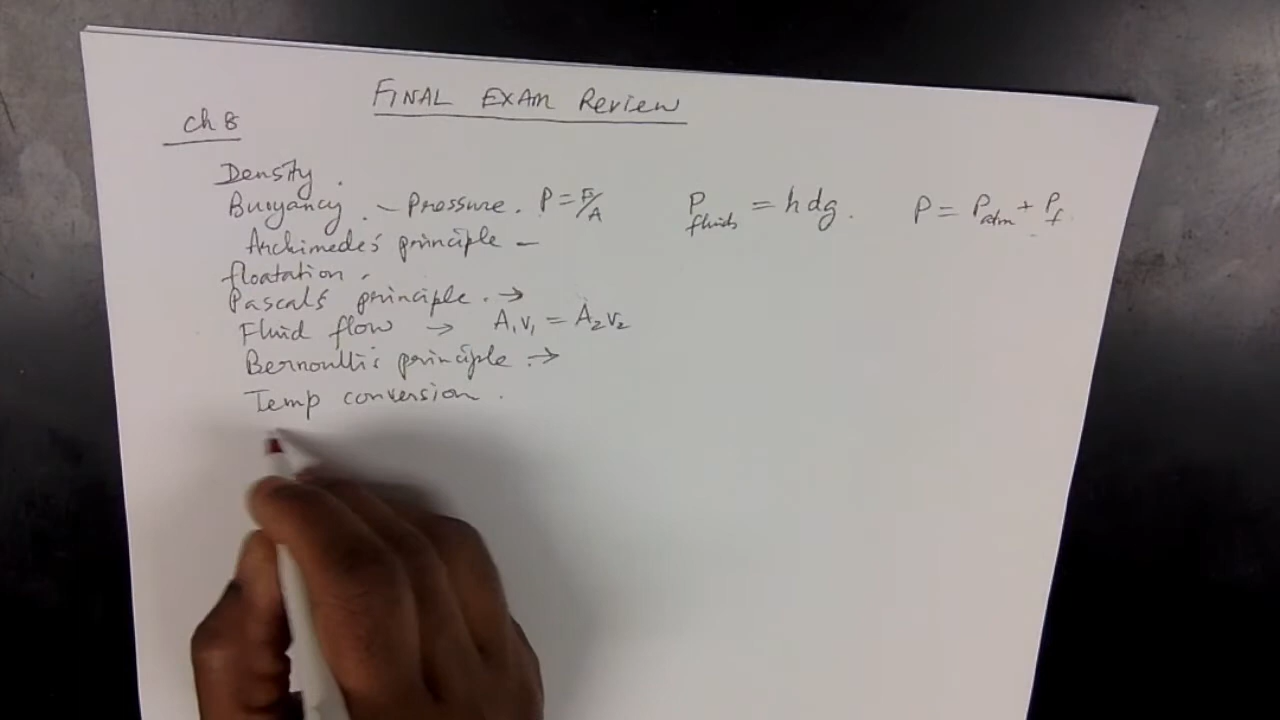 FINAL EXAM Review
Ch 8
Density.
Buoyancy. - Pressure. P = F/A P fluids = hdg. P = Patm + Pf
Archimedes principle -
floatation.
Pascals principle. →
Fluid flow → A₁v₁ = A₂v₂
Bernoulli's principle →
Temp conversion.